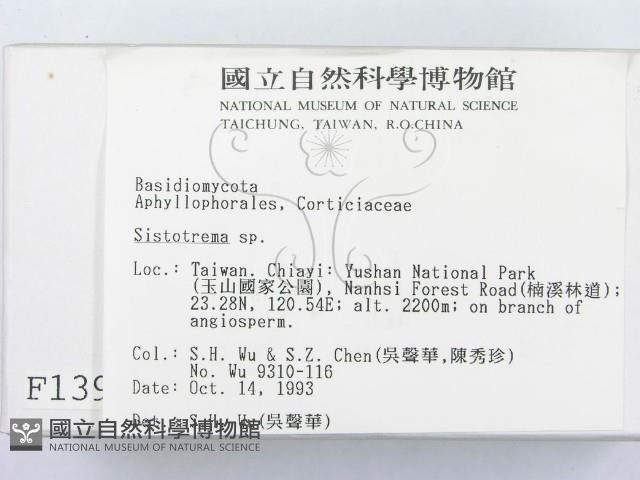 國立自然科學博物館
NATIONAL MUSEUM OF NATURAL SCIENCE
TAICHUNG, TAIWAN, R.O.CHINA
Basidiomycota
Aphyllophorales, Corticiaceae
Sistotrema sp.
Loc.: Taiwan. Chiayi: Yushan National Park
(玉山國家公園), Nanhsi Forest Road(楠溪林道);
23.28N, 120.54E; alt. 2200m; on branch of
angiosperm.
Col.: S.H. Wu & S.Z. Chen(吳聲華,陳秀珍)
No. Wu 9310-116
Date: Oct. 14, 1993
F139
Det.: S.H. Wu(吳聲華)
國立自然科學博物館
NATIONAL MUSEUM OF NATURAL SCIENCE